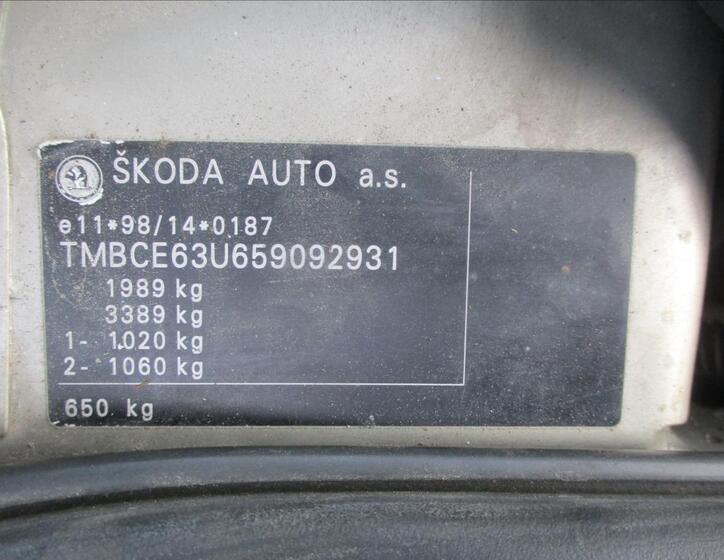 ŠKODA AUTO a.s.
e11*98/14*0187
TMBCE63U659092931
1989 kg
3389 kg
1- 1020 kg
2- 1060 kg
650 kg